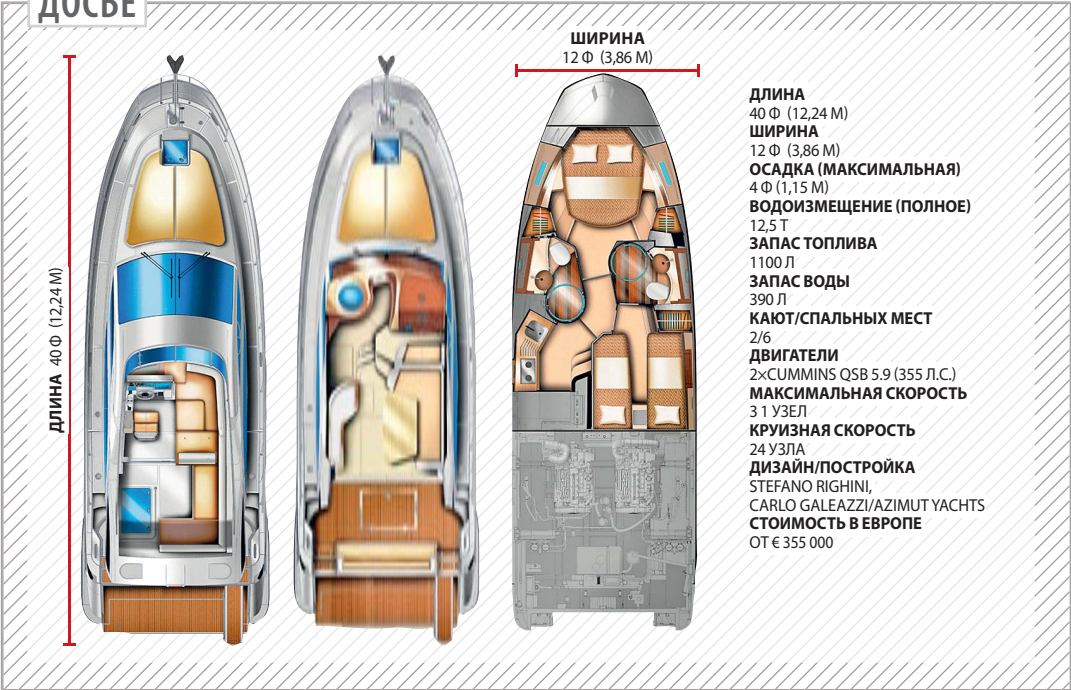 ДОСЬЕ
ШИРИНА
12 Ф (3,86 М)
ДЛИНА 40 Ф (12,24 М)
ДЛИНА
40 Ф (12,24 М)
ШИРИНА
12 Ф (3,86 М)
ОСАДКА (МАКСИМАЛЬНАЯ)
4 Ф (1,15 М)
ВОДОИЗМЕЩЕНИЕ (ПОЛНОЕ)
12,5 Т
ЗАПАС ТОПЛИВА
1100 Л
ЗАПАС ВОДЫ
390 Л
КАЮТ/СПАЛЬНЫХ МЕСТ
2/6
ДВИГАТЕЛИ
2×CUMMINS QSB 5.9 (355 Л.С.)
МАКСИМАЛЬНАЯ СКОРОСТЬ
3 1 УЗЕЛ
КРУИЗНАЯ СКОРОСТЬ
24 УЗЛА
ДИЗАЙН/ПОСТРОЙКА
STEFANO RIGHINI,
CARLO GALEAZZI/AZIMUT YACHTS
СТОИМОСТЬ В ЕВРОПЕ
ОТ € 355 000